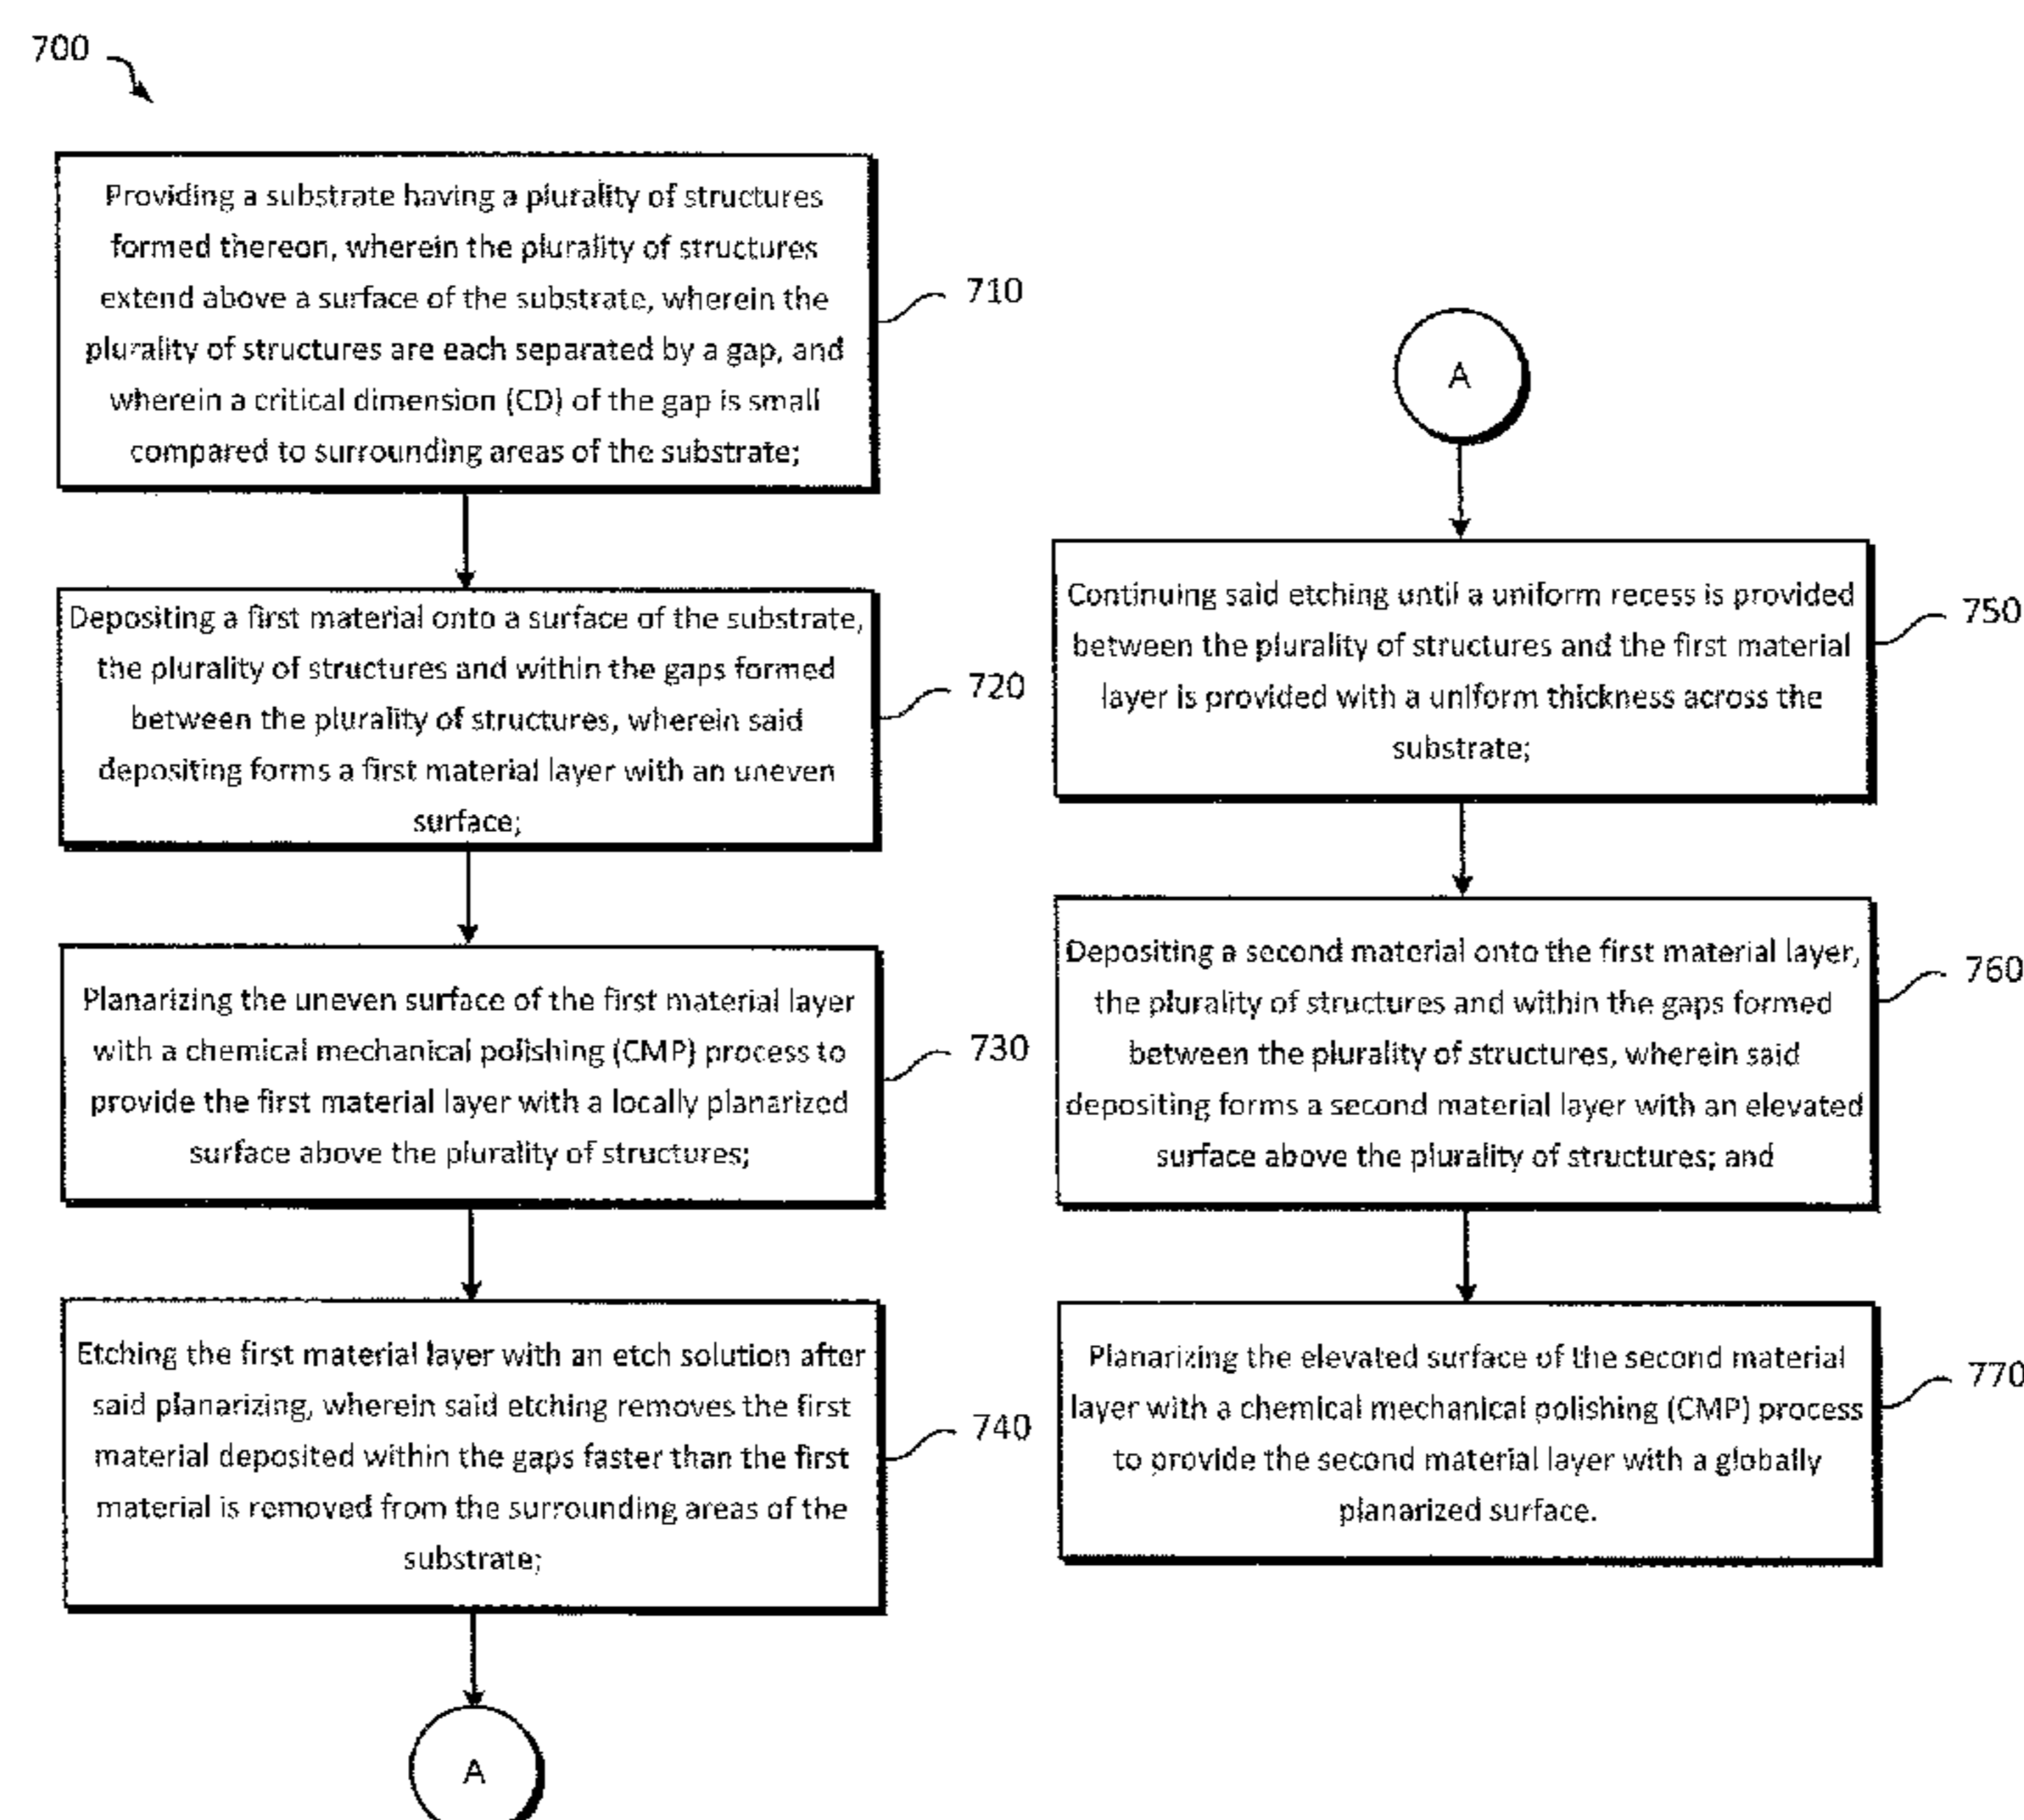 700
Providing a substrate having a plurality of structures
formed thereon, wherein the plurality of structures
extend above a surface of the substrate, wherein the
plurality of structures are each separated by a gap, and
wherein a critical dimension (CD) of the gap is small
compared to surrounding areas of the substrate;
710
Depositing a first material onto a surface of the substrate,
the plurality of structures and within the gaps formed
between the plurality of structures, wherein said
depositing forms a first material layer with an uneven
surface;
720
Planarizing the uneven surface of the first material layer
with a chemical mechanical polishing (CMP) process to
provide the first material layer with a locally planarized
surface above the plurality of structures;
730
Etching the first material layer with an etch solution after
said planarizing, wherein said etching removes the first
material deposited within the gaps faster than the first
material is removed from the surrounding areas of the
substrate;
740
A
A
Continuing said etching until a uniform recess is provided
between the plurality of structures and the first material
layer is provided with a uniform thickness across the
substrate;
750
Depositing a second material onto the first material layer,
the plurality of structures and within the gaps formed
between the plurality of structures, wherein said
depositing forms a second material layer with an elevated
surface above the plurality of structures; and
760
Planarizing the elevated surface of the second material
layer with a chemical mechanical polishing (CMP) process
to provide the second material layer with a globally
planarized surface.
770